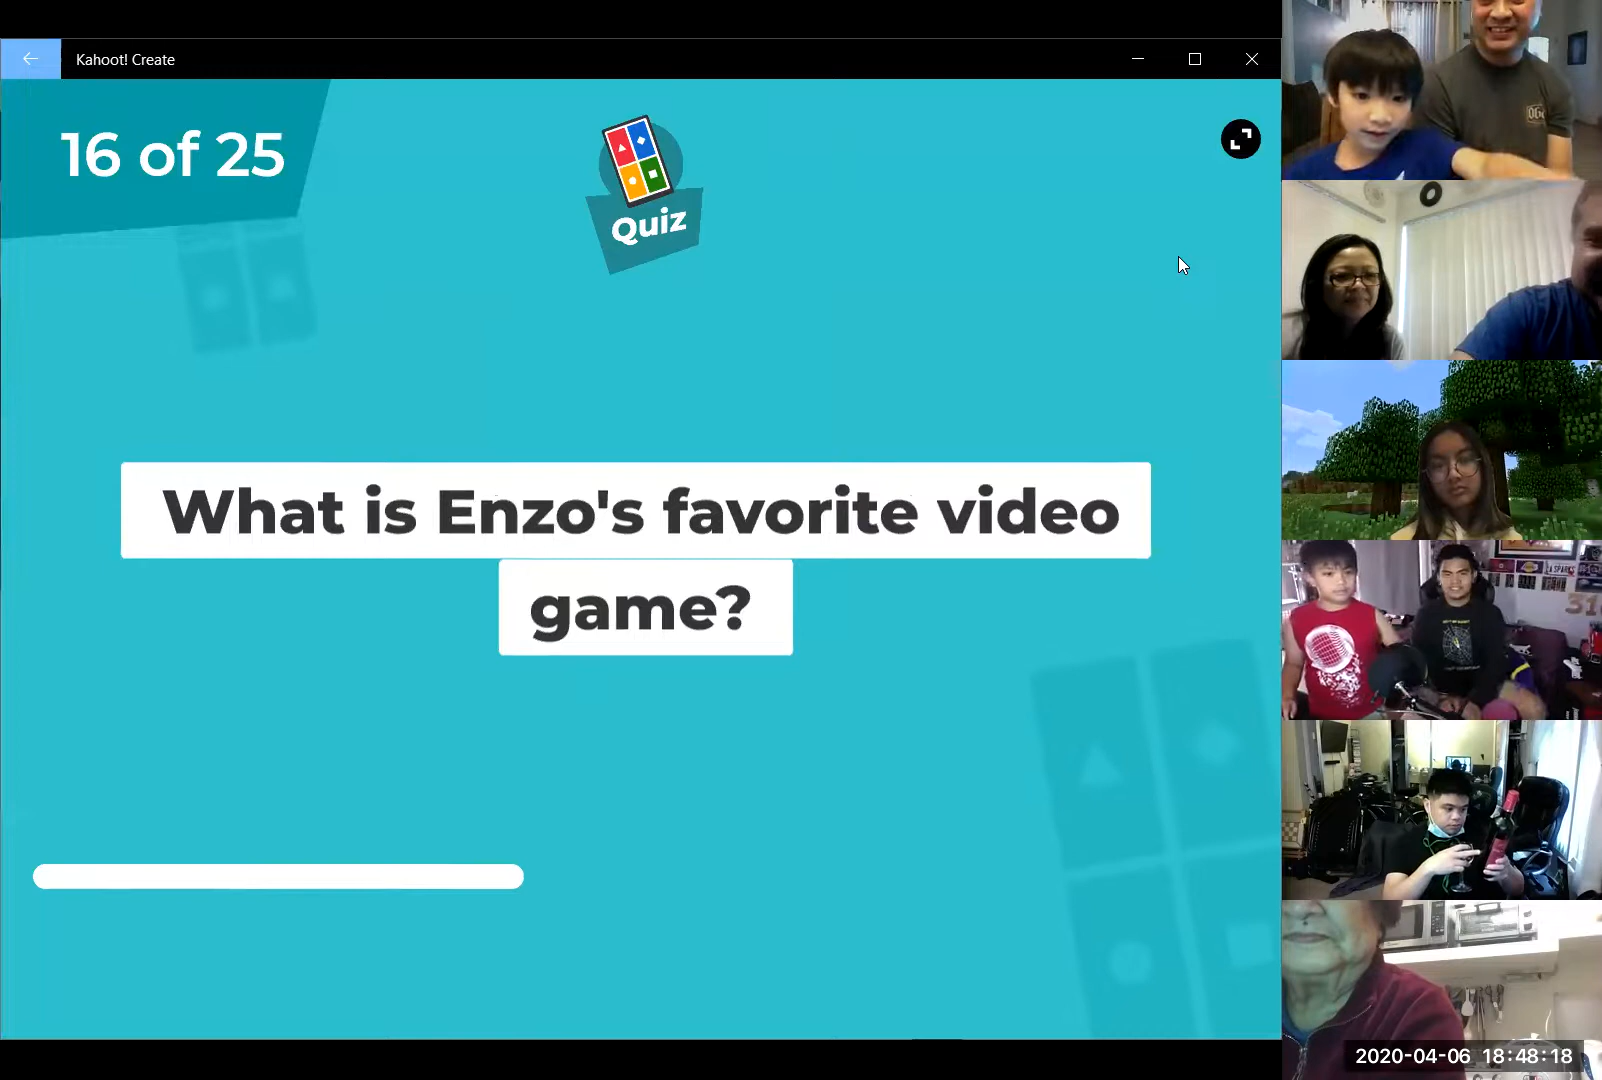 Kahoot! Create
16 of 25
Quiz
What is Enzo's favorite video
game?
2020-04-06 18:48:18